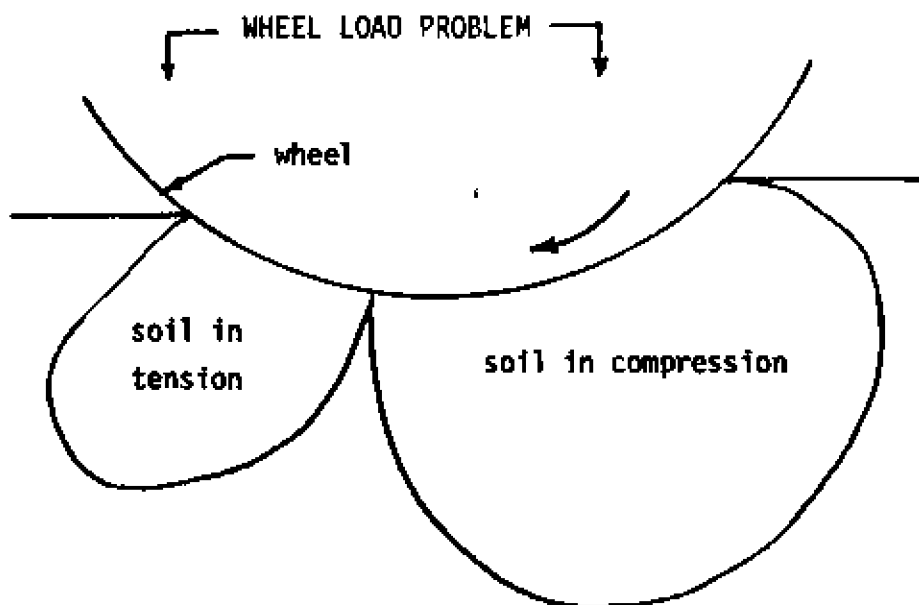 WHEEL LOAD PROBLEM
wheel
soil in
tension
soil in compression